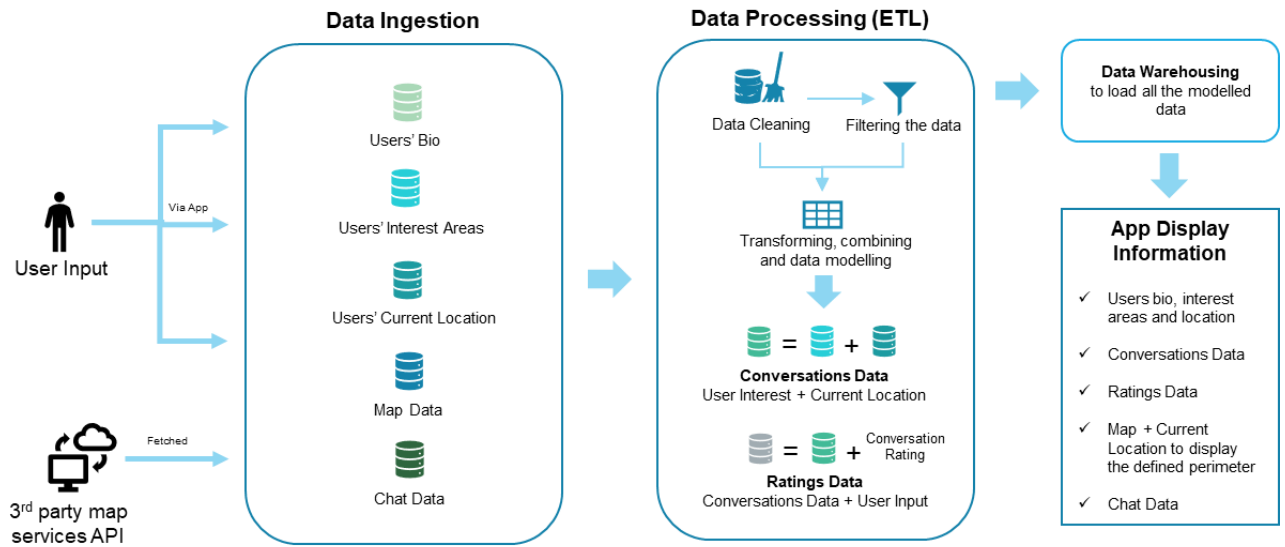 Data Ingestion
Data Processing (ETL)
User Input
Via App
3rd party map
services API
Fetched
Users' Bio
Users' Interest Areas
Users' Current Location
Map Data
Chat Data
Data Cleaning
Filtering the data
Transforming, combining
and data modelling
= +
Conversations Data
User Interest + Current Location
= + Conversation
Rating
Ratings Data
Conversations Data + User Input
Data Warehousing
to load all the modelled
data
App Display
Information
✓ Users bio, interest
areas and location
✓ Conversations Data
✓ Ratings Data
✓ Map + Current
Location to display
the defined perimeter
✓ Chat Data